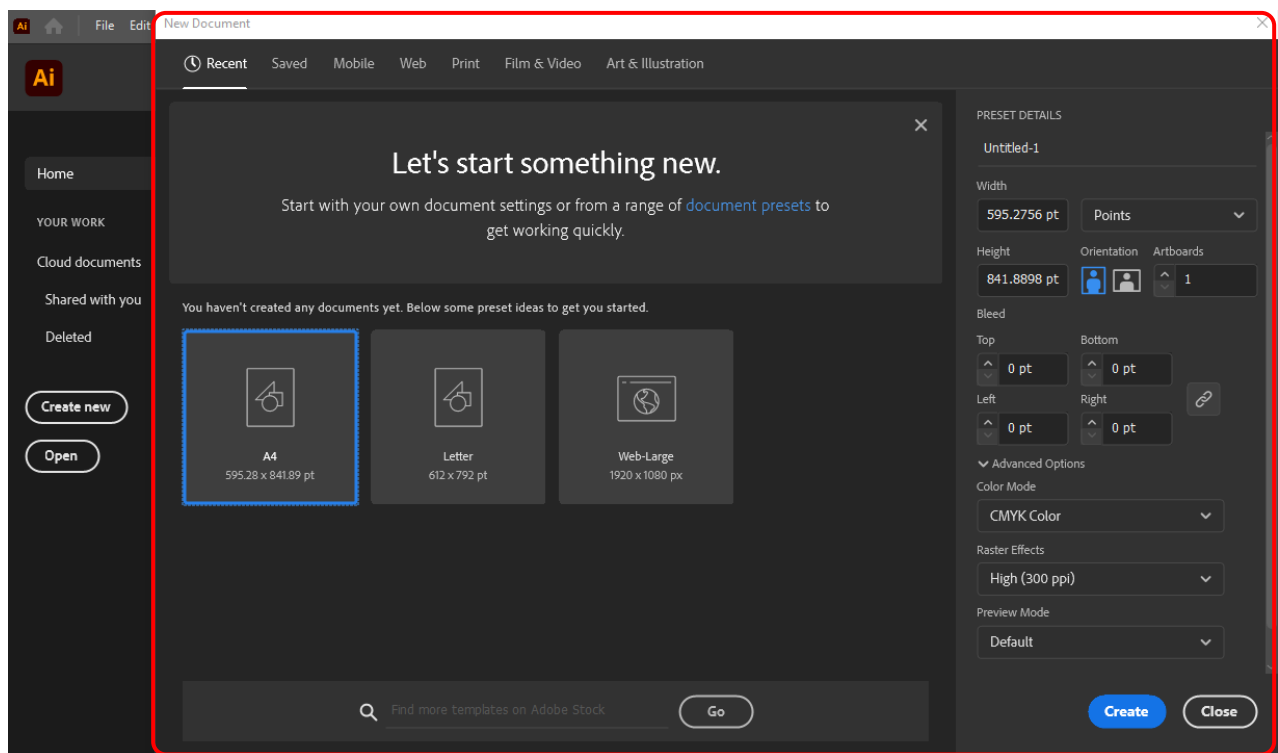 Ai File Edit
New Document
Ai
Home
YOUR WORK
Cloud documents
Shared with you
Deleted
Create new
Open
Recent Saved Mobile Web Print Film & Video Art & Illustration
Let's start something new.
Start with your own document settings or from a range of document presets to
get working quickly.
You haven't created any documents yet. Below some preset ideas to get you started.
A4
595.28 x 841.89 pt
Letter
612 x 792 pt
Web-Large
1920 x 1080 px
Find more templates on Adobe Stock Go
PRESET DETAILS
Untitled-1
Width
595.2756 pt Points
Height Orientation Artboards
841.8898 pt 1
Bleed
Top Bottom
0 pt 0 pt
Left Right
0 pt 0 pt
Advanced Options
Color Mode
CMYK Color
Raster Effects
High (300 ppi)
Preview Mode
Default
Create Close